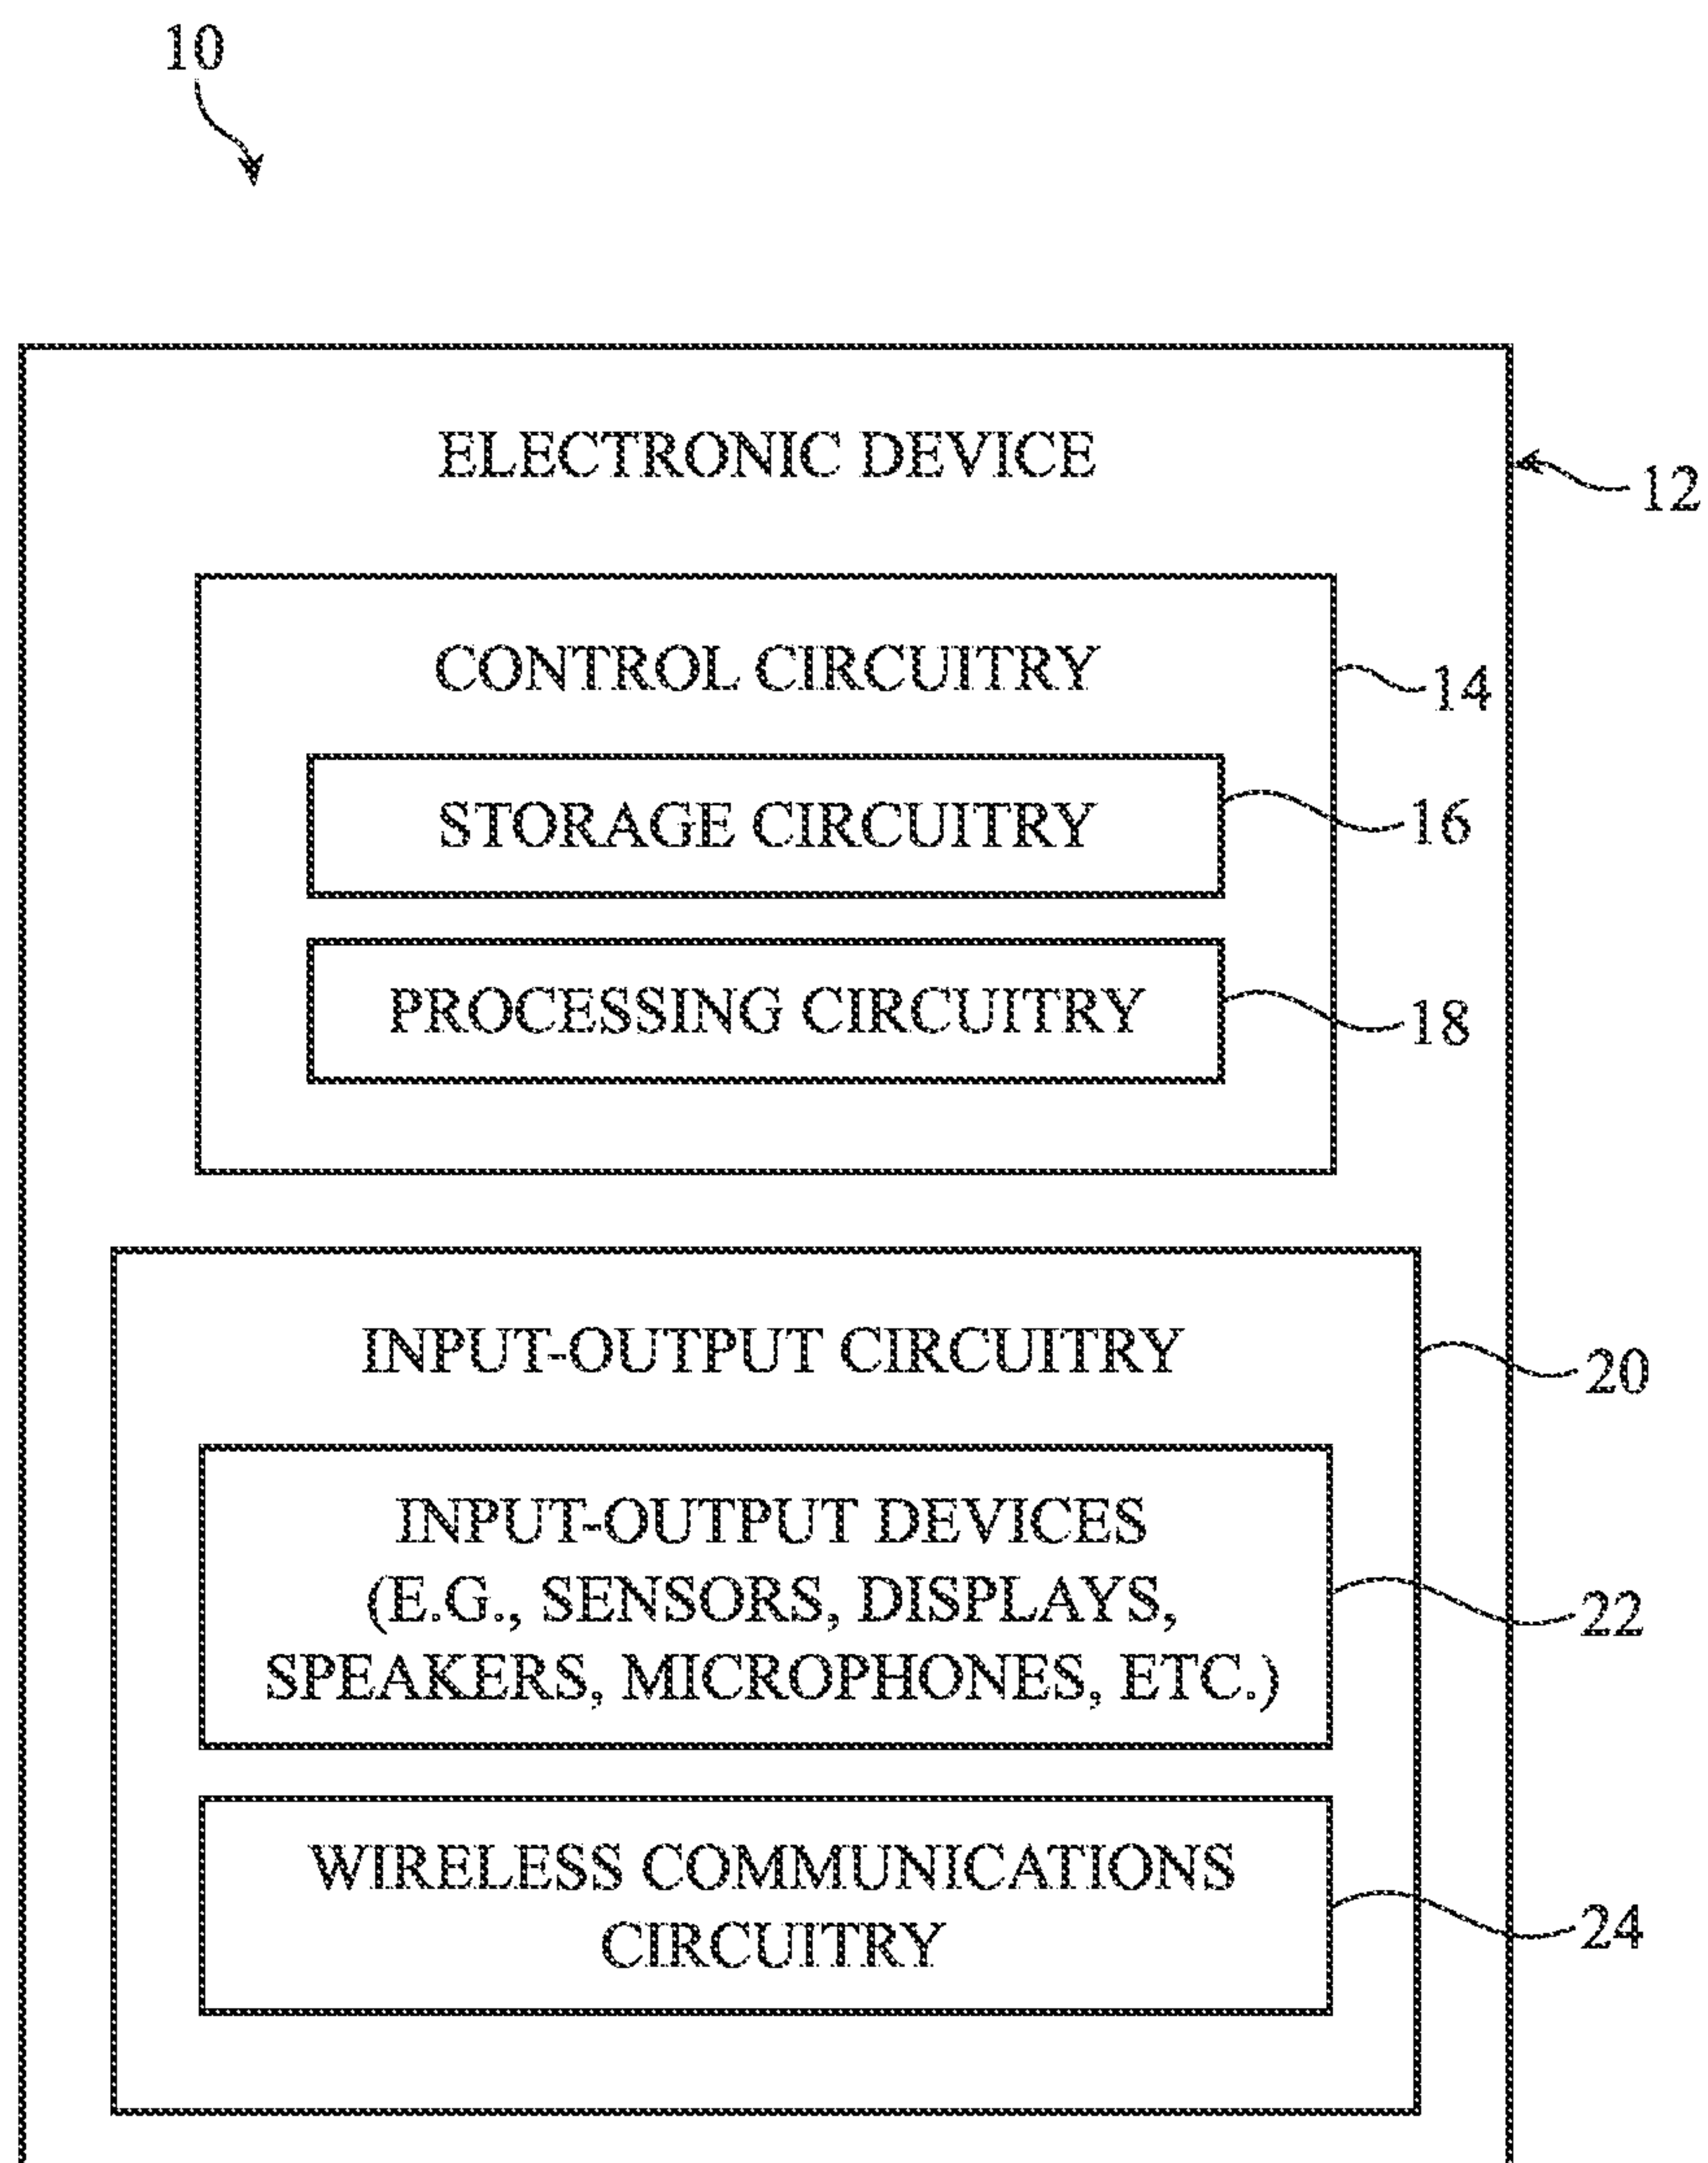 10
ELECTRONIC DEVICE
12
CONTROL CIRCUITRY
14
STORAGE CIRCUITRY
16
PROCESSING CIRCUITRY
18
INPUT-OUTPUT CIRCUITRY
20
INPUT-OUTPUT DEVICES
(E.G., SENSORS, DISPLAYS,
SPEAKERS, MICROPHONES, ETC.)
22
WIRELESS COMMUNICATIONS
CIRCUITRY
24